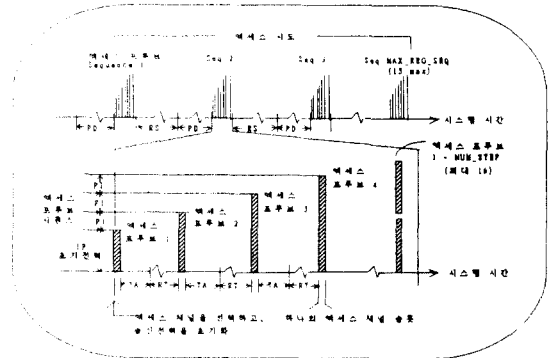 액세스 시도
액세스 프루브
Sequence 1
Seq 2
Seq 3
Seq MAX_REG_SEQ
(15 max)
PD
RS
PD
RS
PD
시스템 시간
액세스 프루브
1 - NUM_STEP
(최대 16)
액세스
프루브 4
액세스
프루브 3
액세스
프루브 2
액세스
프루브 1
PI
PI
PI
액세스
프루브
시퀀스
IP
초기전력
TA
RT
TA
RT
TA
RT
시스템 시간
액세스 채널을 선택하고,
송신전력을 초기화
하나의 액세스 채널 슬롯